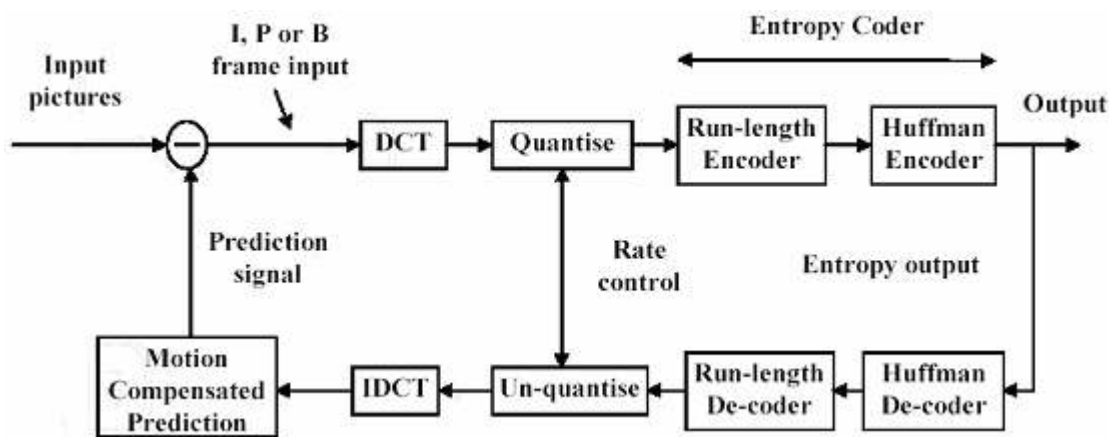 I, P or B
frame input
Entropy Coder
Input
pictures
Output
DCT
Quantise
Run-length
Encoder
Huffman
Encoder
Prediction
signal
Rate
control
Entropy output
Motion
Compensated
Prediction
IDCT
Un-quantise
Run-length
De-coder
Huffman
De-coder